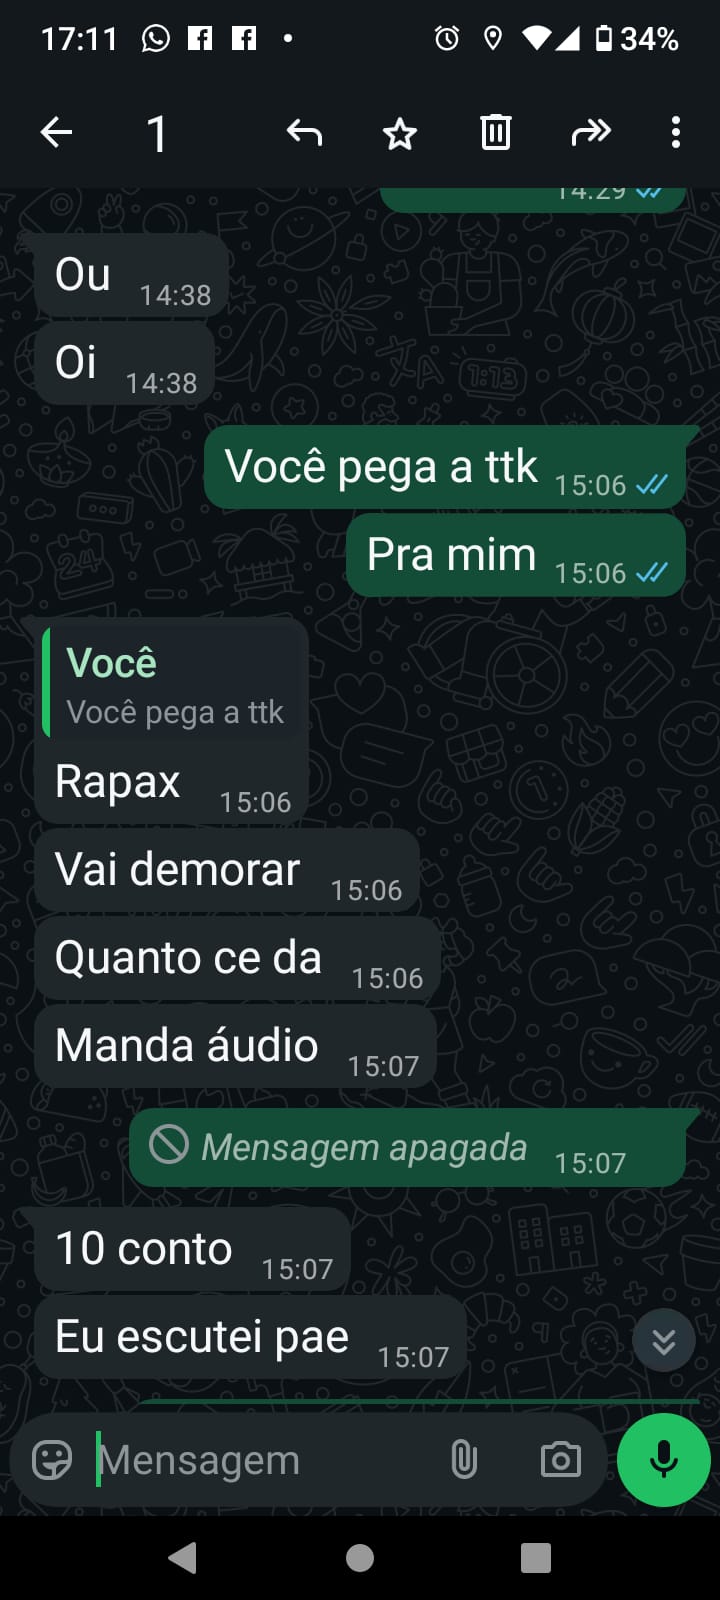 17:11 34%
1
14:29
Ou 14:38
Oi 14:38
Você pega a ttk 15:06
Pra mim 15:06
Você
Você pega a ttk
Rapax 15:06
Vai demorar 15:06
Quanto ce da 15:06
Manda áudio 15:07
Mensagem apagada 15:07
10 conto 15:07
Eu escutei pae 15:07
Mensagem